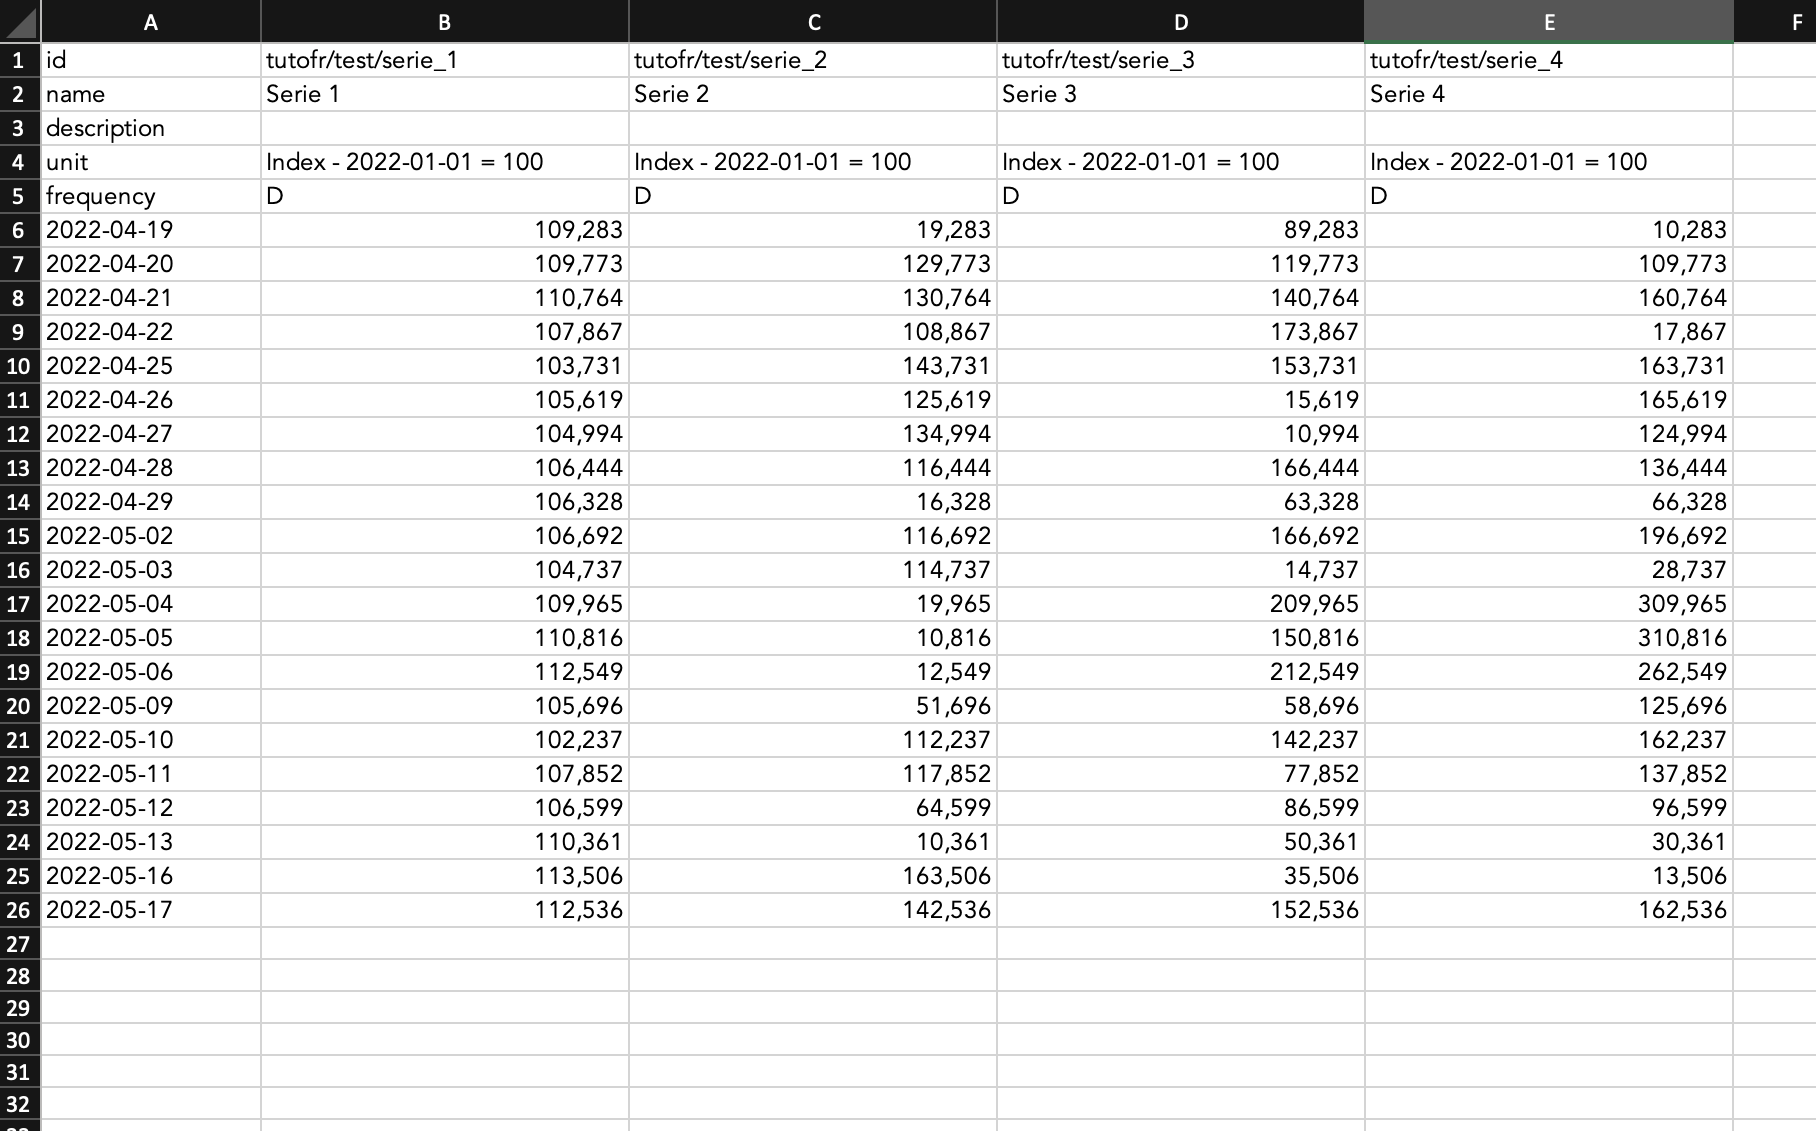 A B C D E F
1 id tutofr/test/serie_1 tutofr/test/serie_2 tutofr/test/serie_3 tutofr/test/serie_4
2 name Serie 1 Serie 2 Serie 3 Serie 4
3 description
4 unit Index - 2022-01-01 = 100 Index - 2022-01-01 = 100 Index - 2022-01-01 = 100 Index - 2022-01-01 = 100
5 frequency D D D D
6 2022-04-19 109,283 19,283 89,283 10,283
7 2022-04-20 109,773 129,773 119,773 109,773
8 2022-04-21 110,764 130,764 140,764 160,764
9 2022-04-22 107,867 108,867 173,867 17,867
10 2022-04-25 103,731 143,731 153,731 163,731
11 2022-04-26 105,619 125,619 15,619 165,619
12 2022-04-27 104,994 134,994 10,994 124,994
13 2022-04-28 106,444 116,444 166,444 136,444
14 2022-04-29 106,328 16,328 63,328 66,328
15 2022-05-02 106,692 116,692 166,692 196,692
16 2022-05-03 104,737 114,737 14,737 28,737
17 2022-05-04 109,965 19,965 209,965 309,965
18 2022-05-05 110,816 10,816 150,816 310,816
19 2022-05-06 112,549 12,549 212,549 262,549
20 2022-05-09 105,696 51,696 58,696 125,696
21 2022-05-10 102,237 112,237 142,237 162,237
22 2022-05-11 107,852 117,852 77,852 137,852
23 2022-05-12 106,599 64,599 86,599 96,599
24 2022-05-13 110,361 10,361 50,361 30,361
25 2022-05-16 113,506 163,506 35,506 13,506
26 2022-05-17 112,536 142,536 152,536 162,536
27
28
29
30
31
32